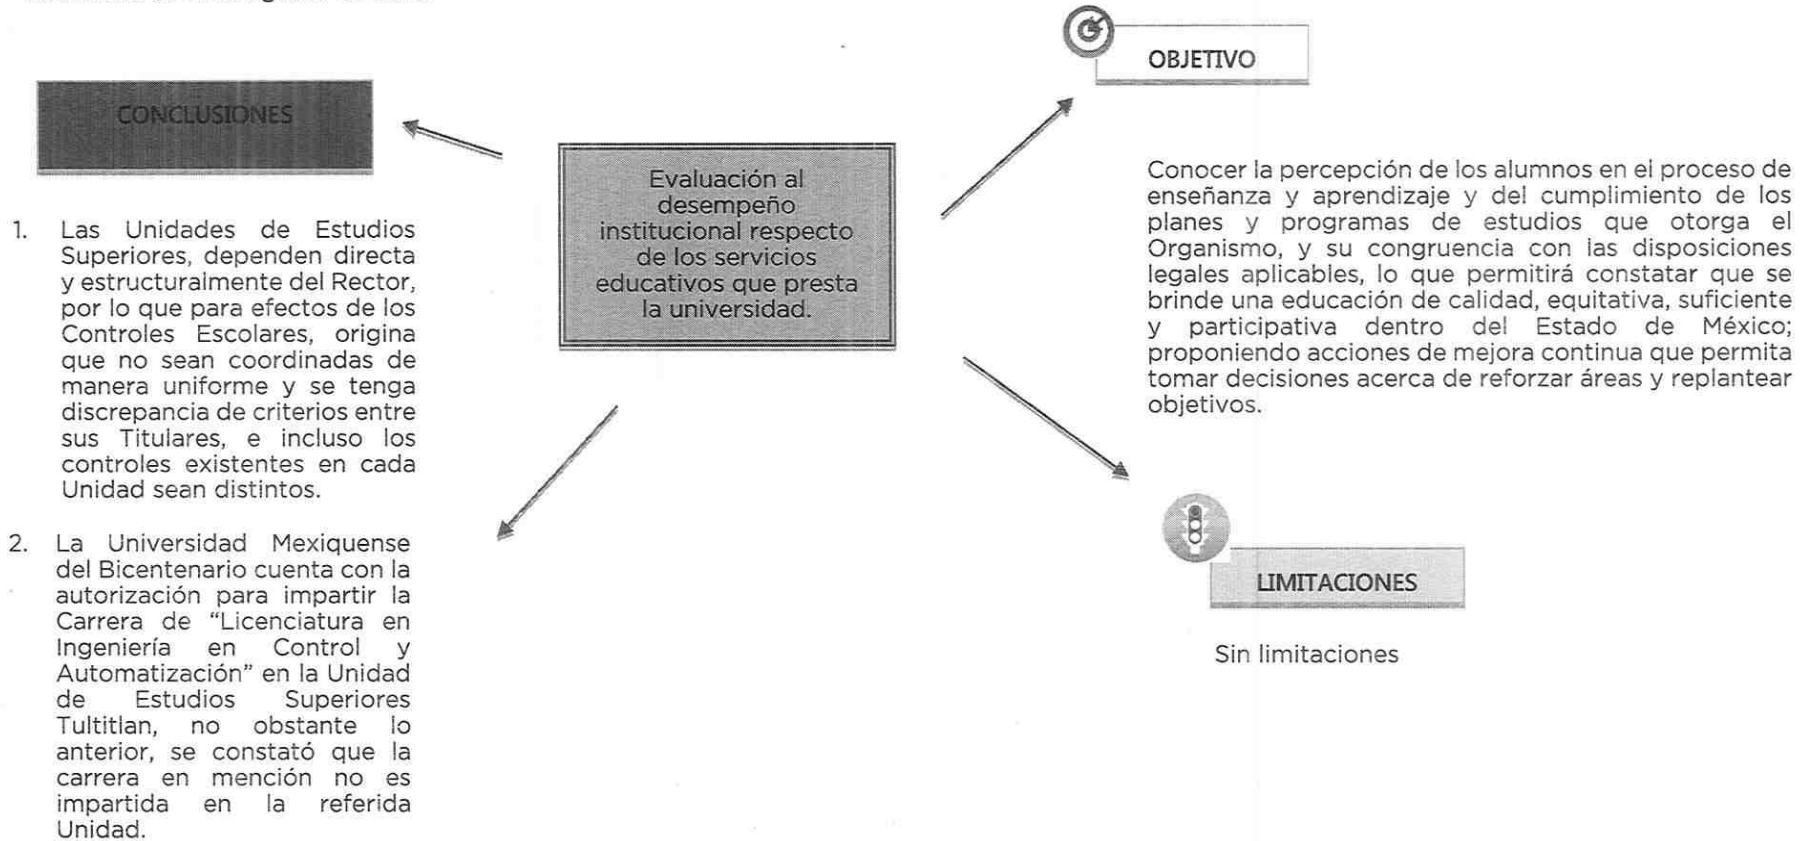 CONCLUSIONES
1. Las Unidades de Estudios
Superiores, dependen directa
y estructuralmente del Rector,
por lo que para efectos de los
Controles Escolares, origina
que no sean coordinadas de
manera uniforme y se tenga
discrepancia de criterios entre
sus Titulares, e incluso los
controles existentes en cada
Unidad sean distintos.
2. La Universidad Mexiquense
del Bicentenario cuenta con la
autorización para impartir la
Carrera de “Licenciatura en
Ingeniería en Control y
Automatización” en la Unidad
de Estudios Superiores
Tultitlan, no obstante lo
anterior, se constató que la
carrera en mención no es
impartida en la referida
Unidad.
Evaluación al
desempeño
institucional respecto
de los servicios
educativos que presta
la universidad.
OBJETIVO
Conocer la percepción de los alumnos en el proceso de
enseñanza y aprendizaje y del cumplimiento de los
planes y programas de estudios que otorga el
Organismo, y su congruencia con las disposiciones
legales aplicables, lo que permitirá constatar que se
brinde una educación de calidad, equitativa, suficiente
y participativa dentro del Estado de México;
proponiendo acciones de mejora continua que permita
tomar decisiones acerca de reforzar áreas y replantear
objetivos.
LIMITACIONES
Sin limitaciones